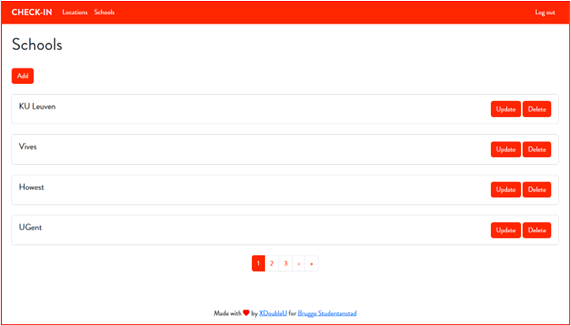 CHECK-IN Locations Schools Log out
Schools
Add
KU Leuven Update Delete
Vives Update Delete
Howest Update Delete
UGent Update Delete
1 2 3 › »
Made with ❤ by XDoubleU for Brugge Studentenstad